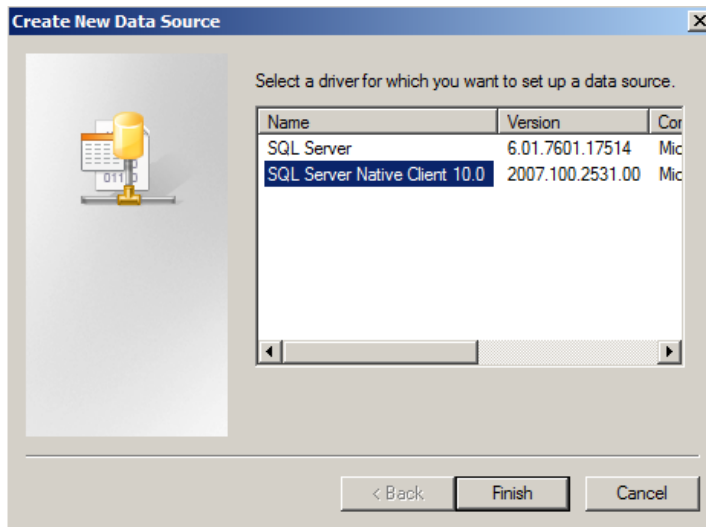 Create New Data Source
Select a driver for which you want to set up a data source.
Name Version Cor
SQL Server 6.01.7601.17514 Mic
SQL Server Native Client 10.0 2007.100.2531.00 Mic
< Back Finish Cancel